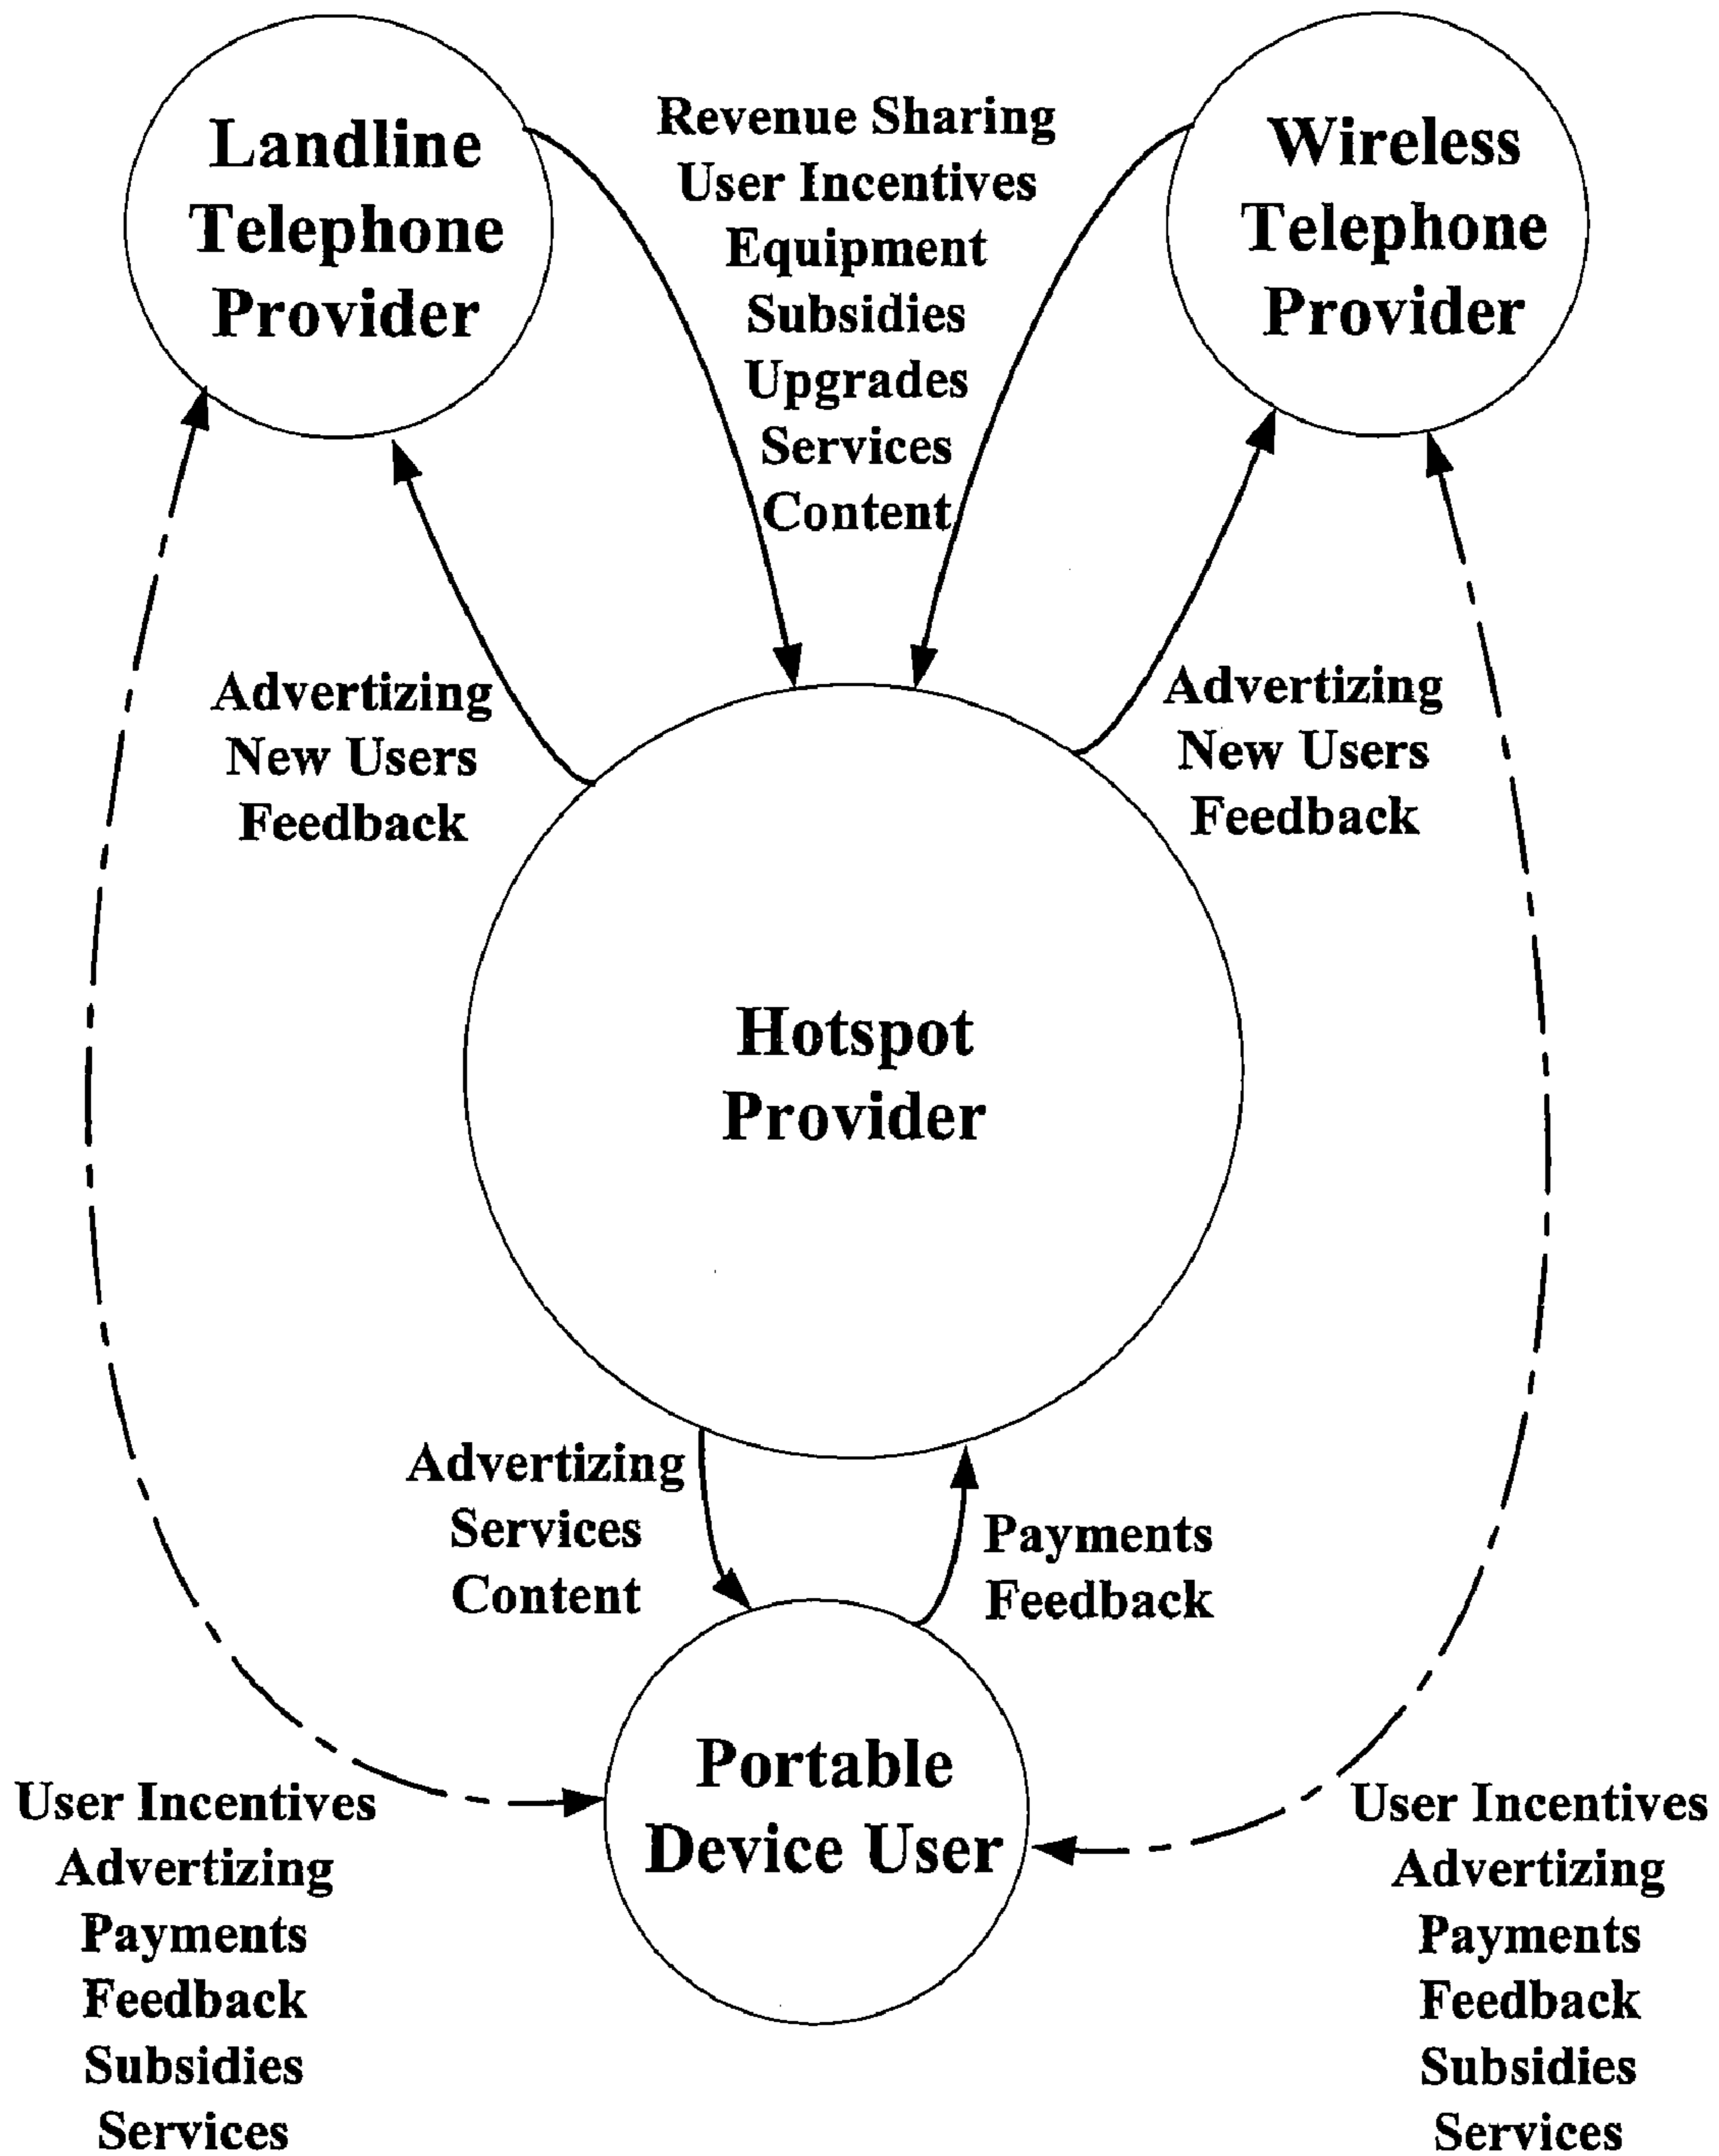 Landline
Telephone
Provider
Revenue Sharing
User Incentives
Equipment
Subsidies
Upgrades
Services
Content
Wireless
Telephone
Provider
Advertizing
New Users
Feedback
Advertizing
New Users
Feedback
Hotspot
Provider
Advertizing
Services
Content
Payments
Feedback
Portable
Device User
User Incentives
Advertizing
Payments
Feedback
Subsidies
Services
User Incentives
Advertizing
Payments
Feedback
Subsidies
Services